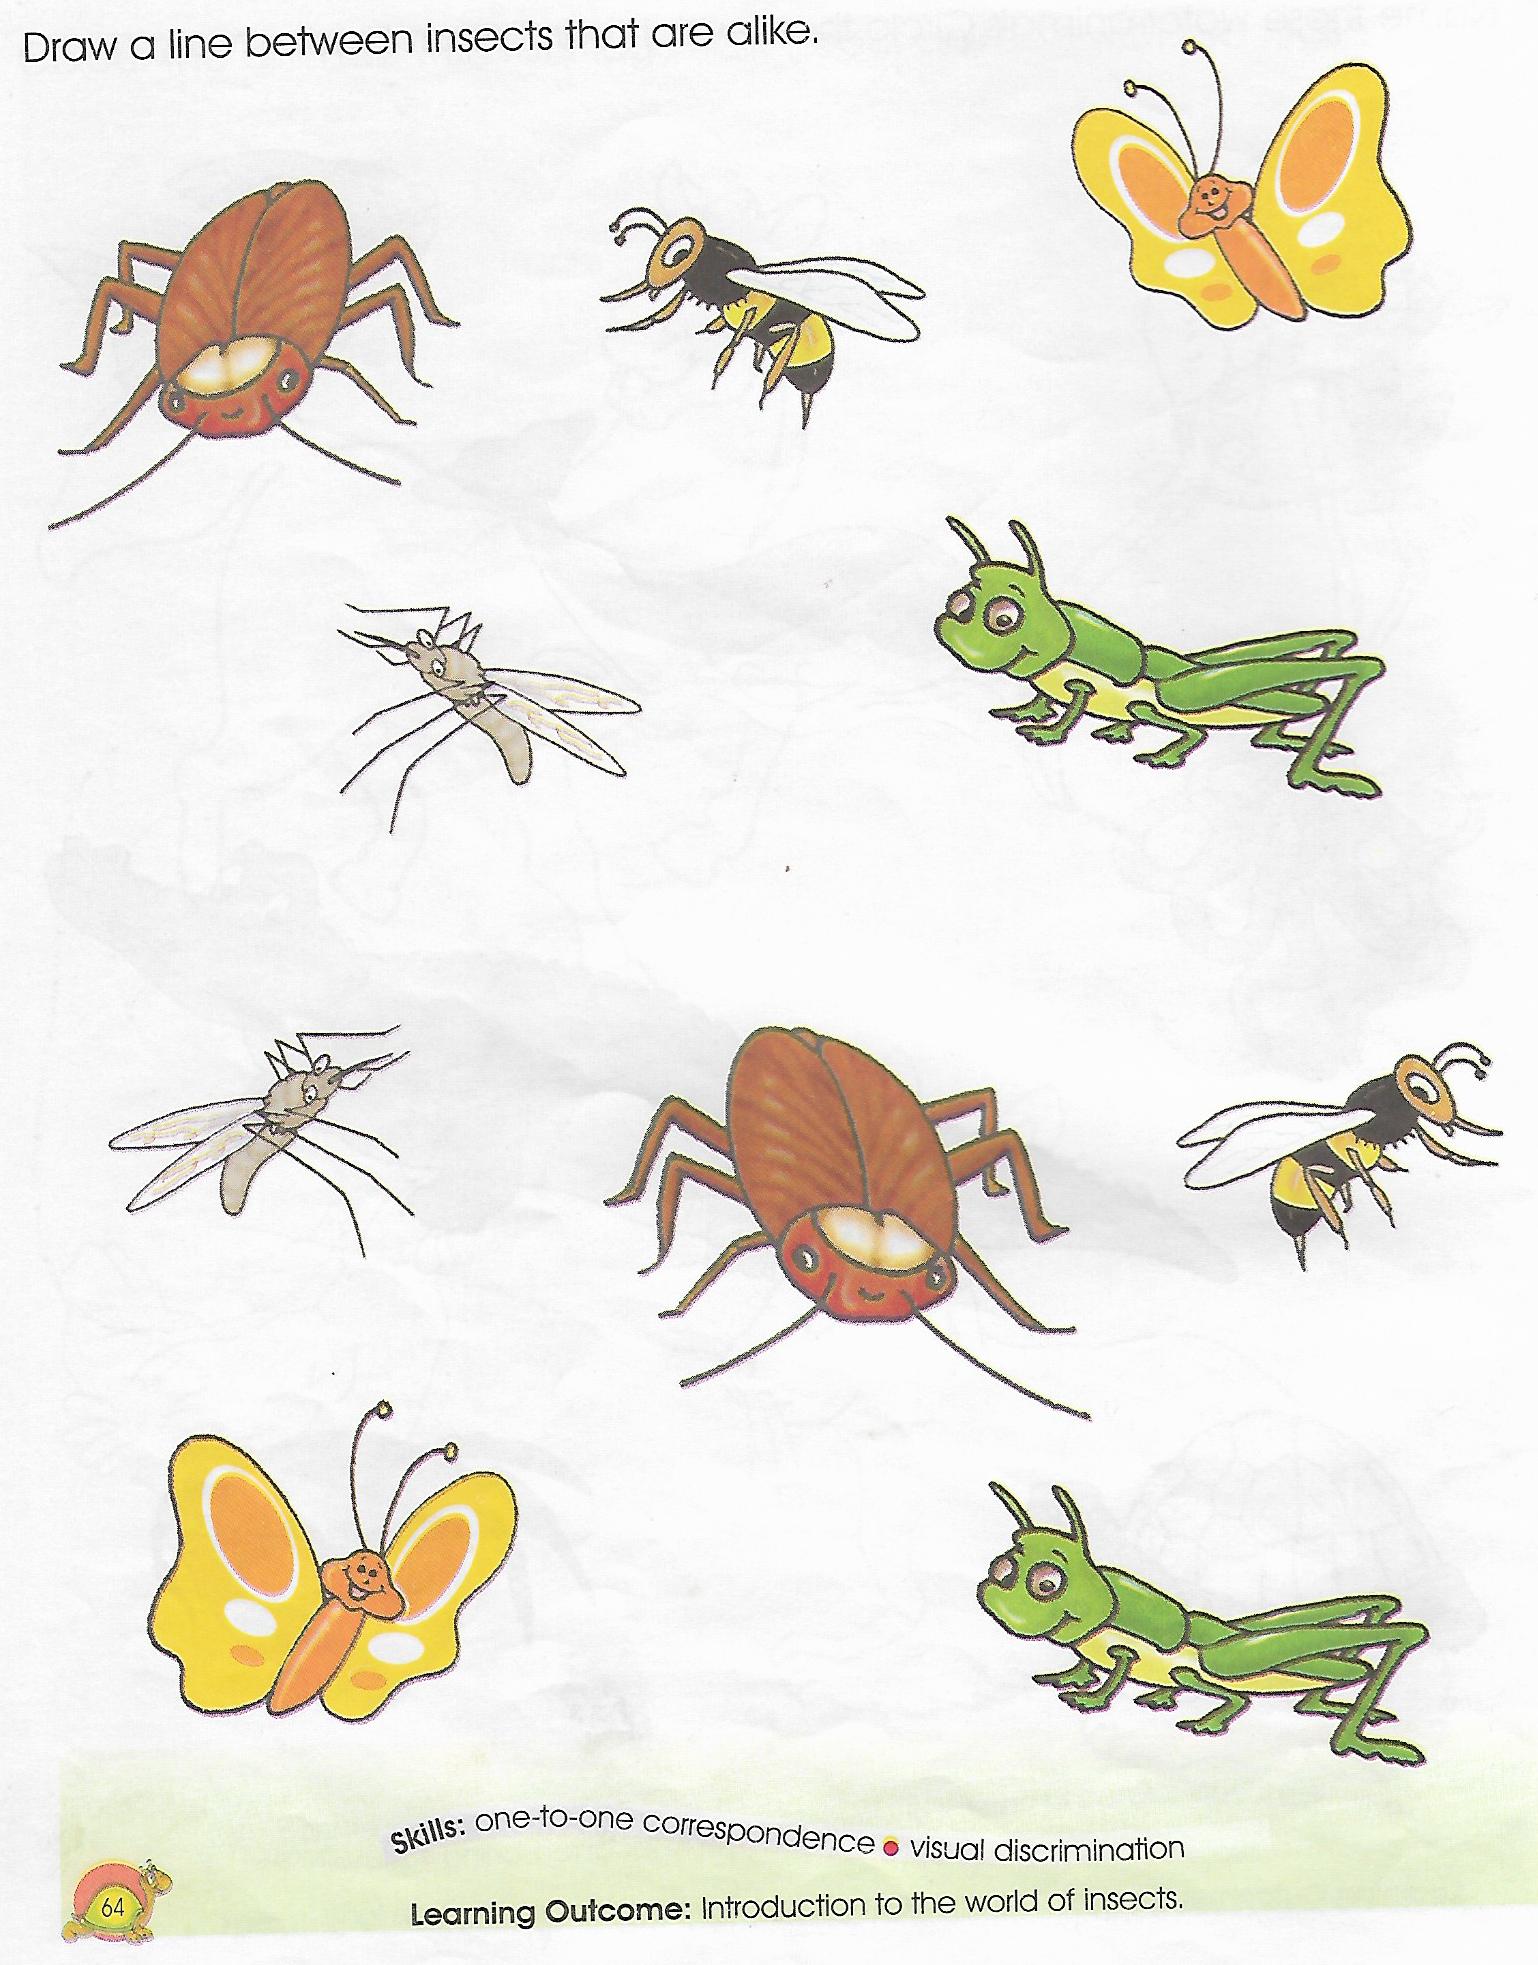 Draw a line between insects that are alike.
Skills: one-to-one correspondence • visual discrimination
Learning Outcome: Introduction to the world of insects.
64